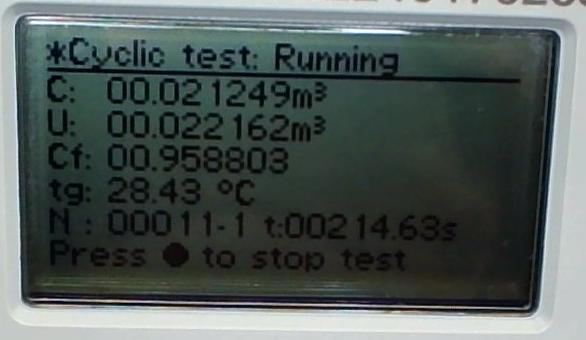 *Cyclic test: Running
C: 00.021249m³
U: 00.022162m³
Cf: 00.958803
tg: 28.43 °C
N : 00011-1 t:00214.63s
Press ● to stop test